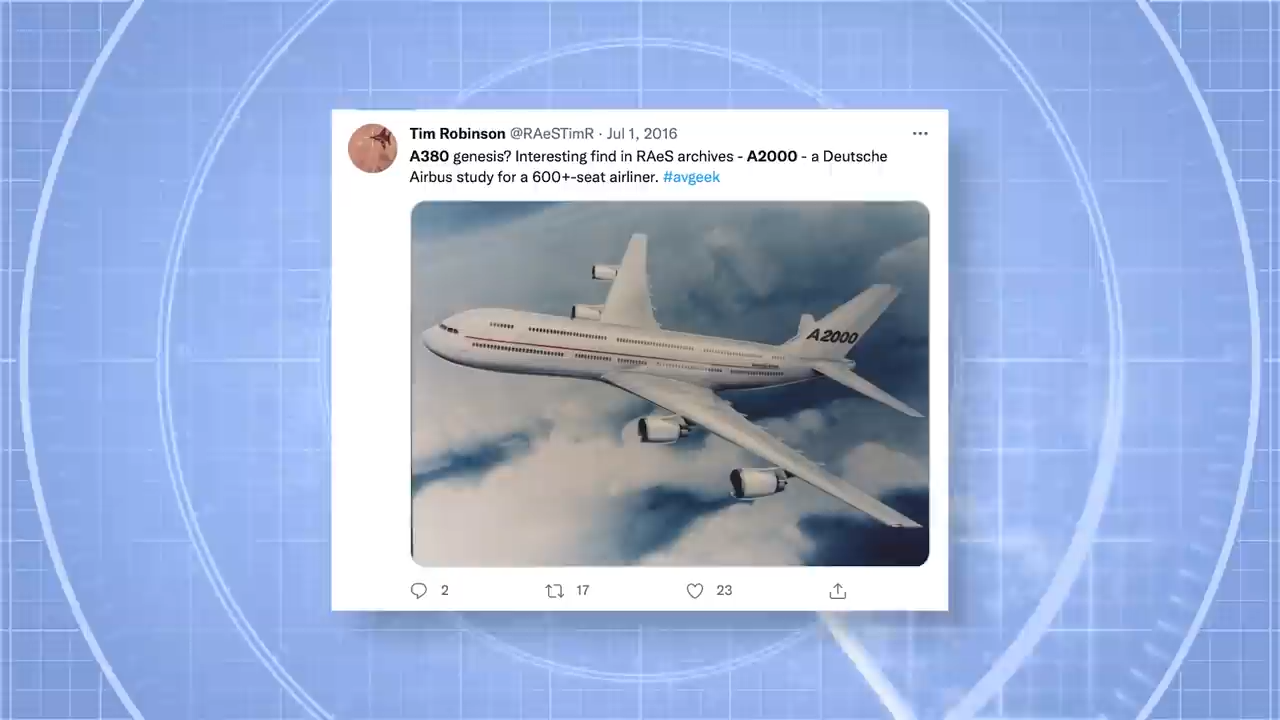 Tim Robinson @RAeSTimR · Jul 1, 2016
A380 genesis? Interesting find in RAeS archives - A2000 - a Deutsche
Airbus study for a 600+-seat airliner. #avgeek
A2000
2 17 23